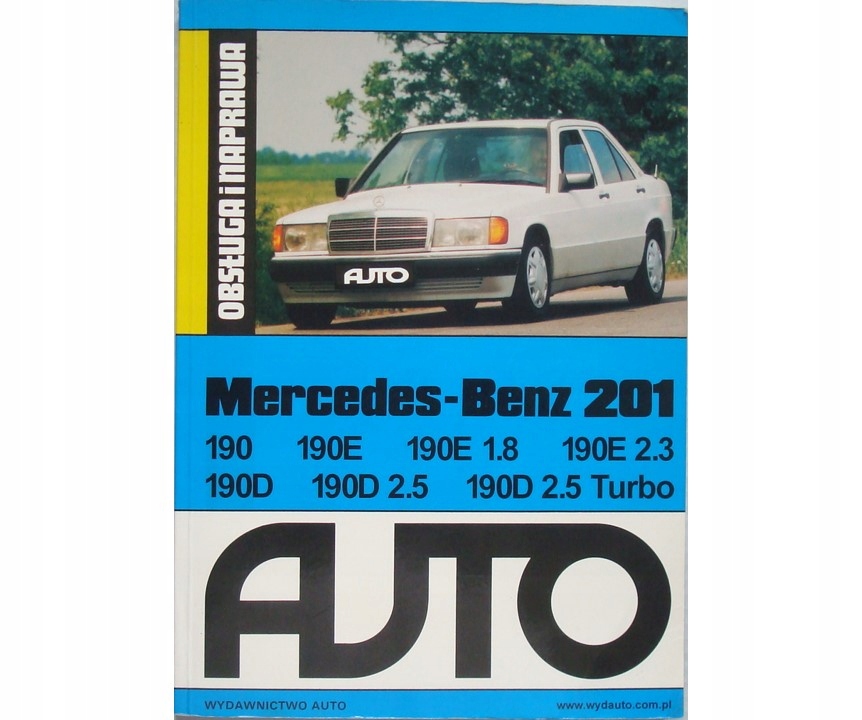 OBSŁUGA i NAPRAWA
AUTO
Mercedes-Benz 201
190 190E 190E 1.8 190E 2.3
190D 190D 2.5 190D 2.5 Turbo
AUTO
WYDAWNICTWO AUTO www.wydauto.com.pl